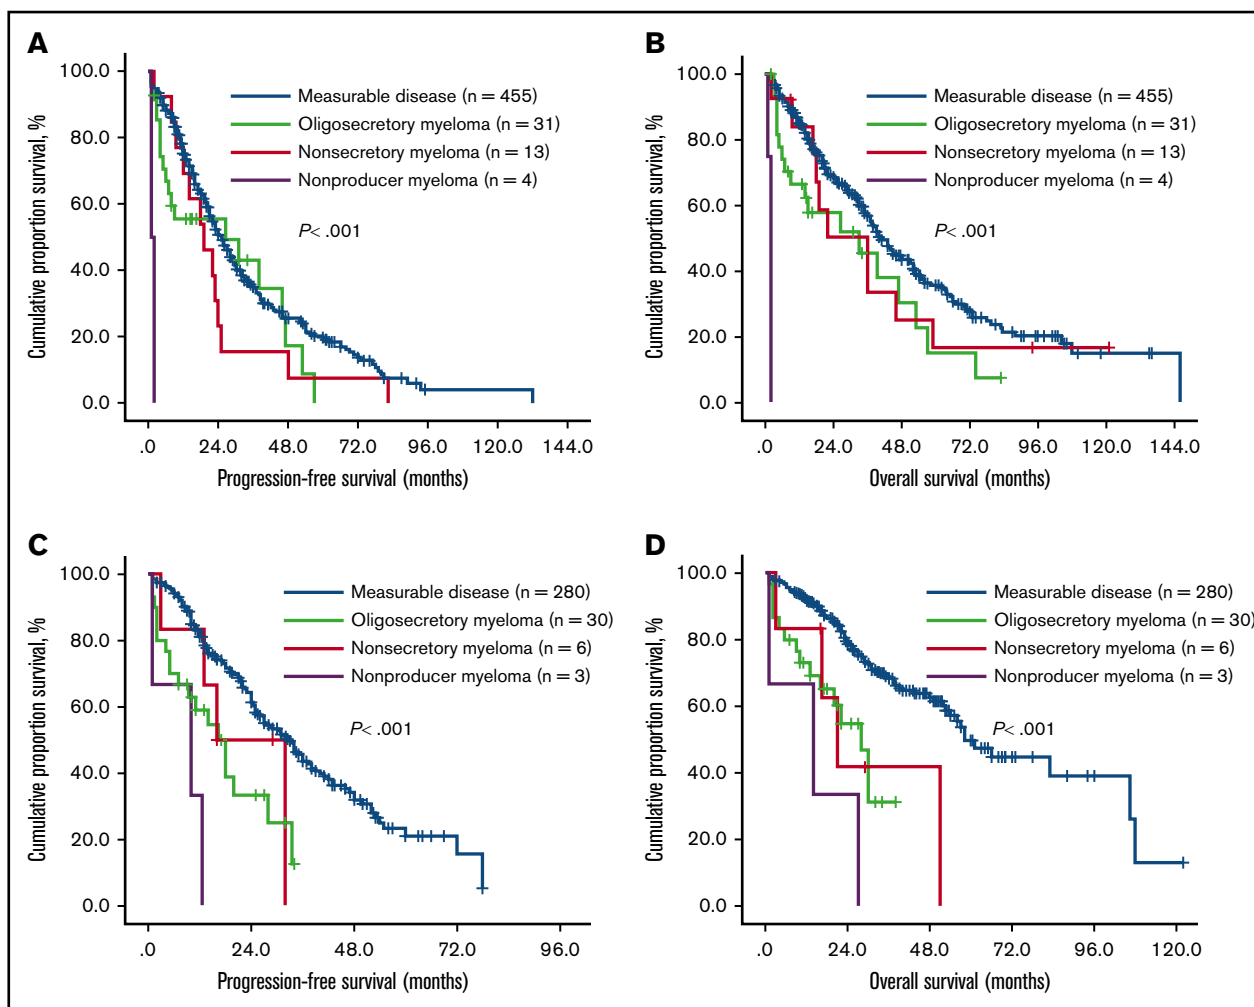 A
100.0
80.0
60.0
40.0
20.0
0.0
Cumulative proportion survival, %
Measurable disease (n = 455)
Oligosecretory myeloma (n = 31)
Nonsecretory myeloma (n = 13)
Nonproducer myeloma (n = 4)
P< .001
.0 24.0 48.0 72.0 96.0 120.0 144.0
Progression-free survival (months)
B
100.0
80.0
60.0
40.0
20.0
0.0
Cumulative proportion survival, %
Measurable disease (n = 455)
Oligosecretory myeloma (n = 31)
Nonsecretory myeloma (n = 13)
Nonproducer myeloma (n = 4)
P< .001
.0 24.0 48.0 72.0 96.0 120.0 144.0
Overall survival (months)
C
100.0
80.0
60.0
40.0
20.0
0.0
Cumulative proportion survival, %
Measurable disease (n = 280)
Oligosecretory myeloma (n = 30)
Nonsecretory myeloma (n = 6)
Nonproducer myeloma (n = 3)
P< .001
.0 24.0 48.0 72.0 96.0
Progression-free survival (months)
D
100.0
80.0
60.0
40.0
20.0
0.0
Cumulative proportion survival, %
Measurable disease (n = 280)
Oligosecretory myeloma (n = 30)
Nonsecretory myeloma (n = 6)
Nonproducer myeloma (n = 3)
P< .001
.0 24.0 48.0 72.0 96.0 120.0
Overall survival (months)